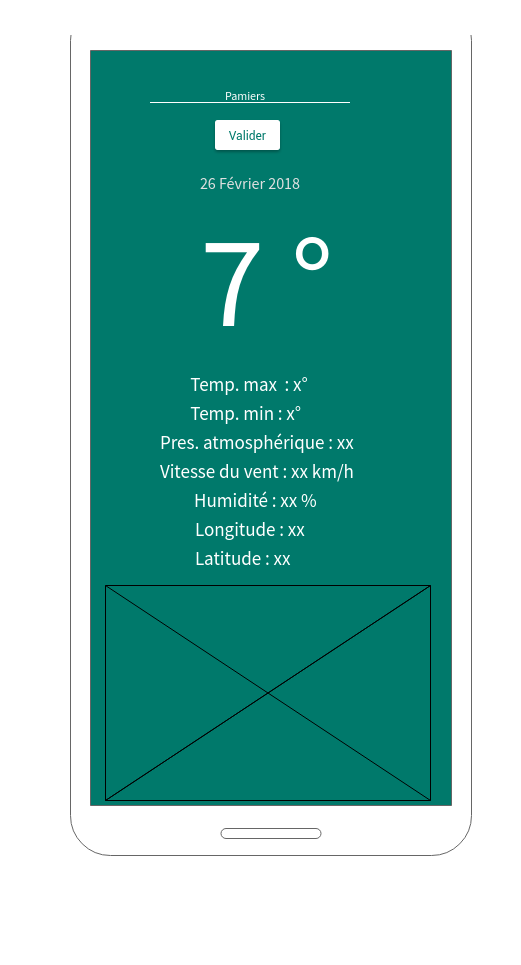 Pamiers
Valider
26 Février 2018
7 °
Temp. max  : x°
Temp. min : x°
Pres. atmosphérique : xx
Vitesse du vent : xx km/h
Humidité : xx %
Longitude : xx
Latitude : xx